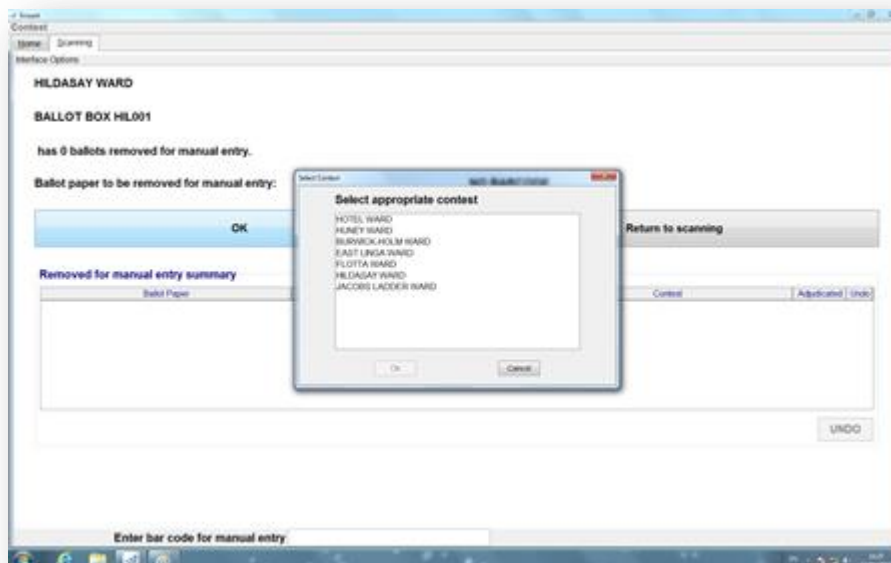 Contest
Home Scanning
Interface Options
HILDASAY WARD
BALLOT BOX HIL001
has 0 ballots removed for manual entry.
Ballot paper to be removed for manual entry:
Select Contest
Select appropriate contest
HOTEL WARD
HUNEY WARD
BURWICK-HOLM WARD
EAST LINGA WARD
FLOTTA WARD
HILDASAY WARD
JACOBS LADDER WARD
Ok Cancel
OK Return to scanning
Removed for manual entry summary
Ballot Paper Contest Adjudicated Undo
UNDO
Enter bar code for manual entry